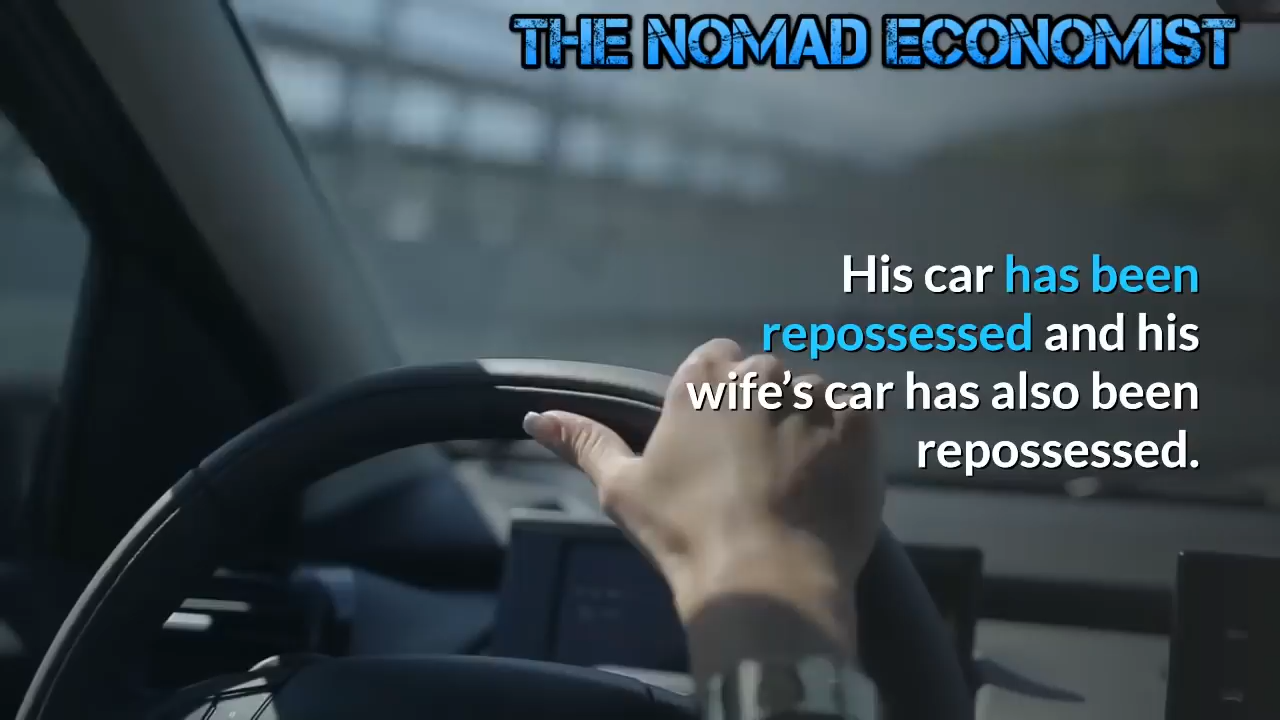 THE NOMAD ECONOMIST
His car has been
repossessed and his
wife’s car has also been
repossessed.